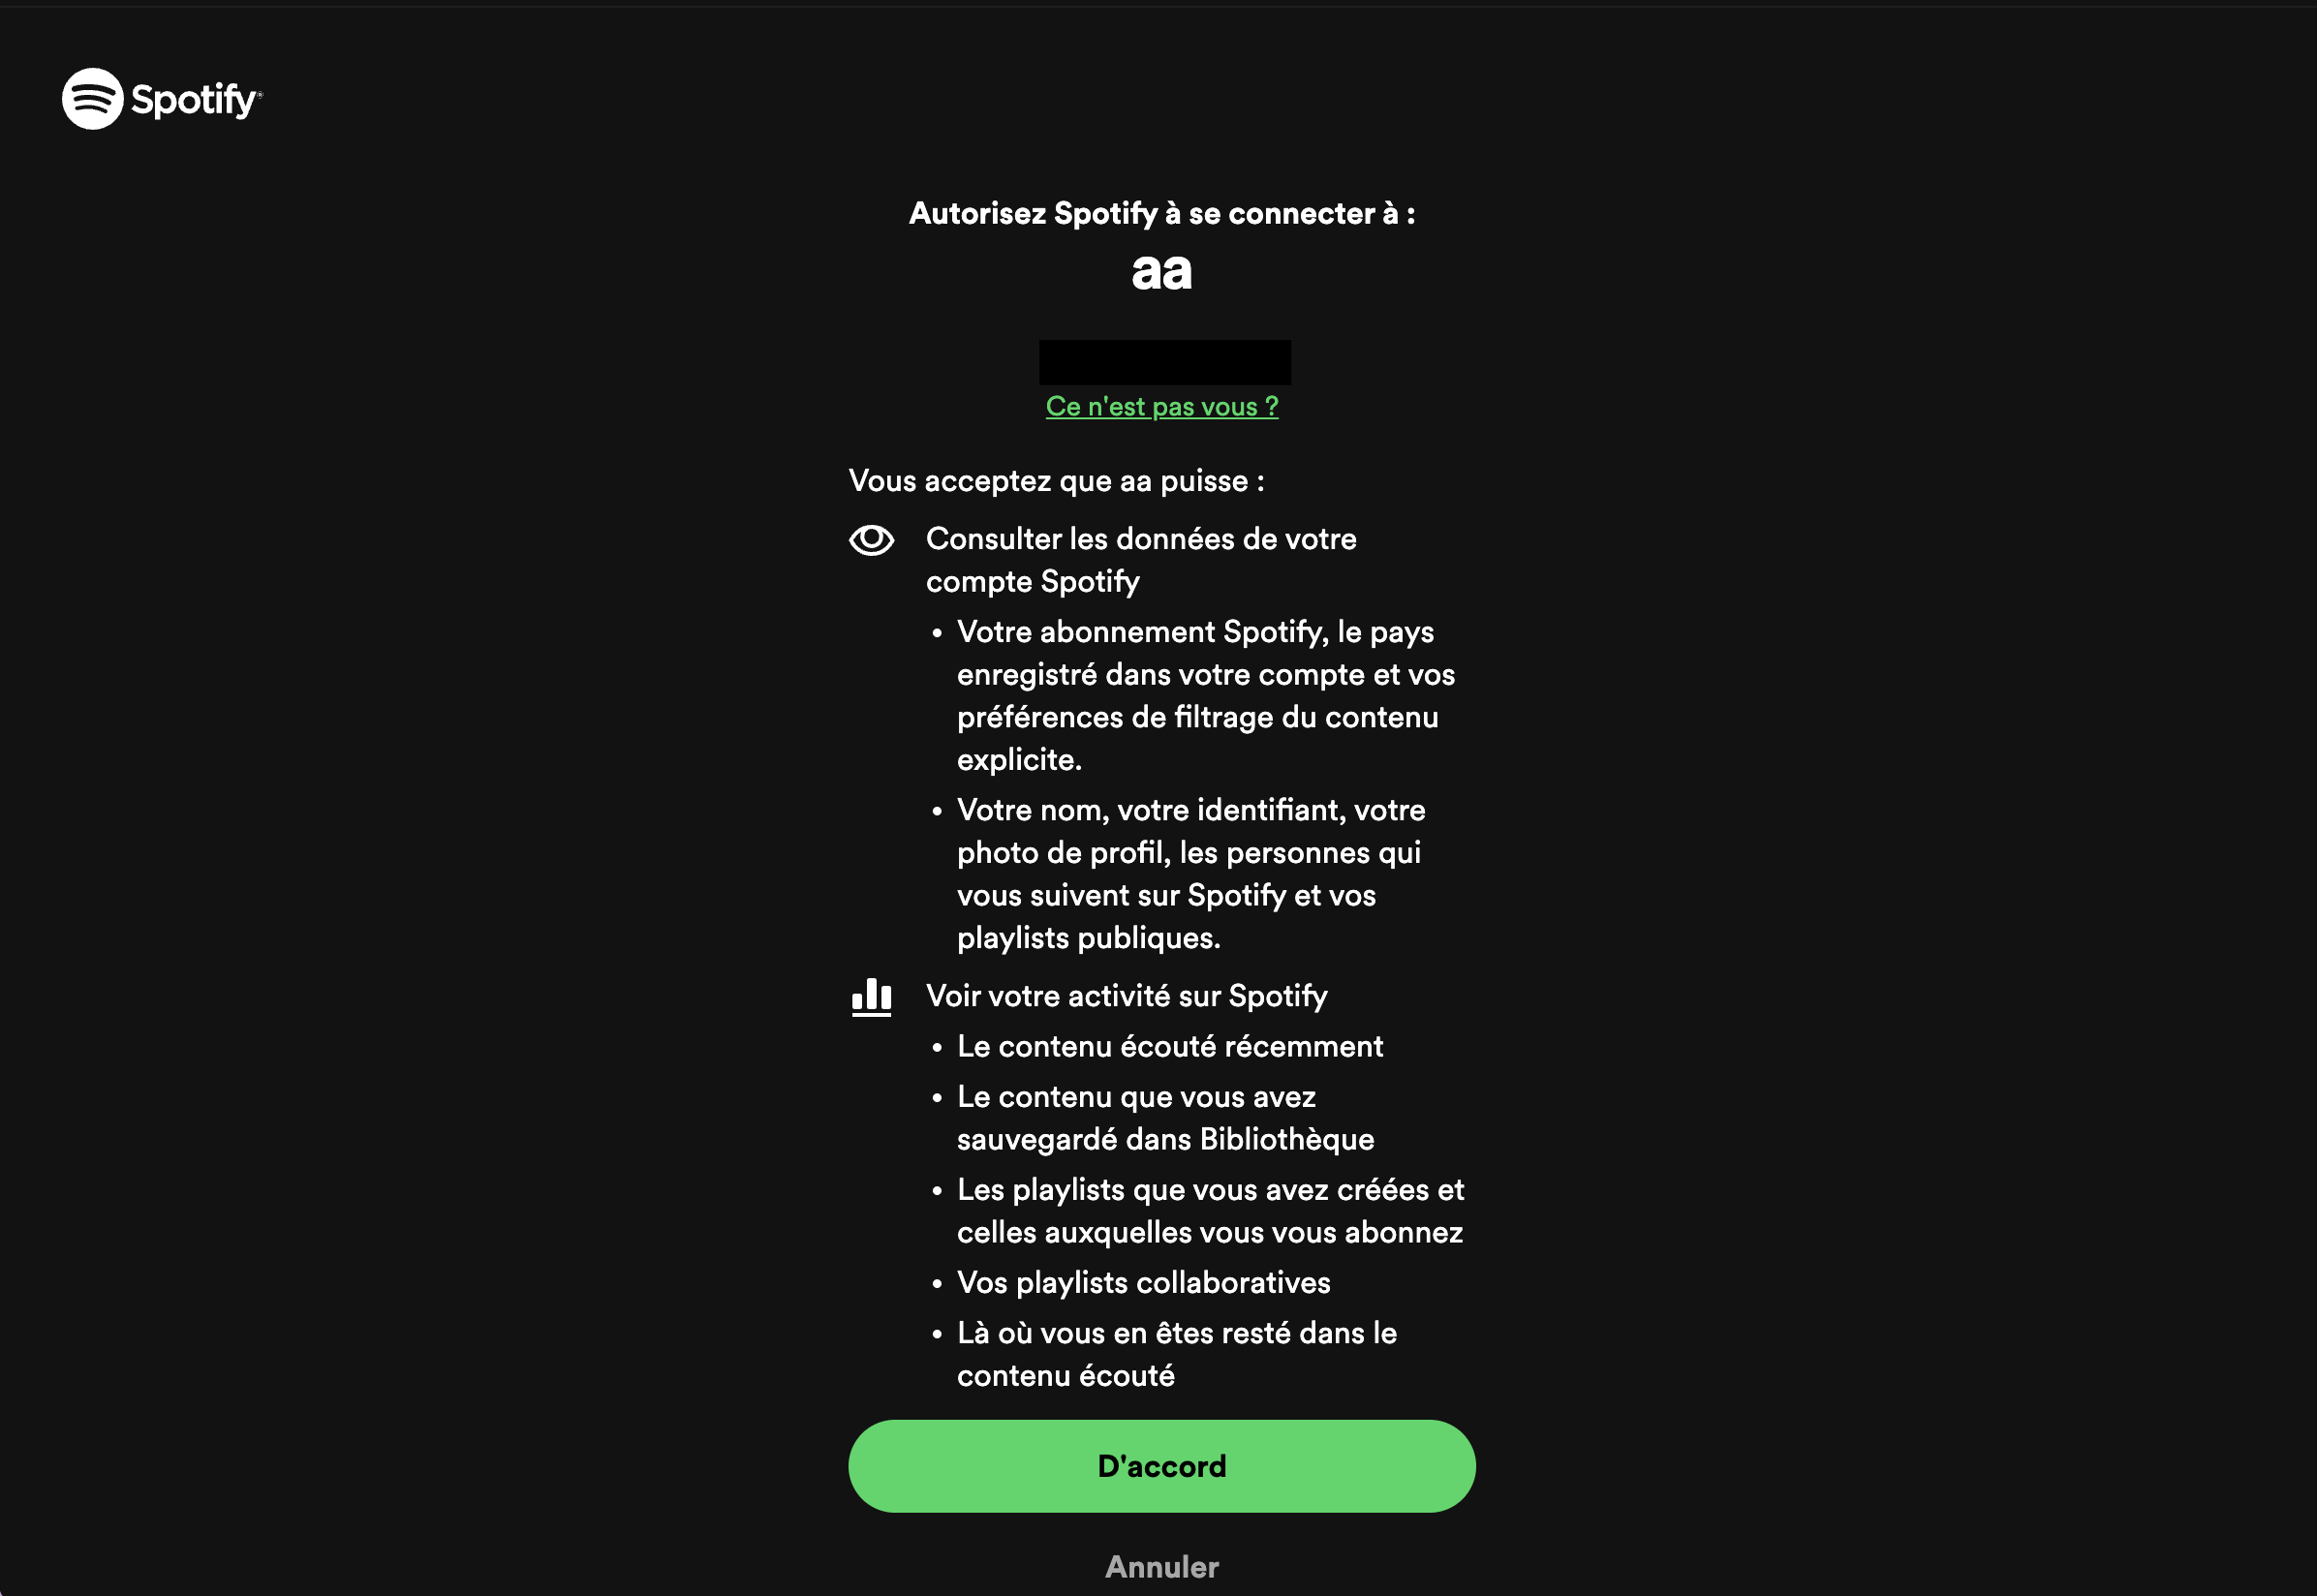 Spotify
Autorisez Spotify à se connecter à :
aa
Ce n'est pas vous ?
Vous acceptez que aa puisse :
Consulter les données de votre
compte Spotify
• Votre abonnement Spotify, le pays
enregistré dans votre compte et vos
préférences de filtrage du contenu
explicite.
• Votre nom, votre identifiant, votre
photo de profil, les personnes qui
vous suivent sur Spotify et vos
playlists publiques.
Voir votre activité sur Spotify
• Le contenu écouté récemment
• Le contenu que vous avez
sauvegardé dans Bibliothèque
• Les playlists que vous avez créées et
celles auxquelles vous vous abonnez
• Vos playlists collaboratives
• Là où vous en êtes resté dans le
contenu écouté
D'accord
Annuler